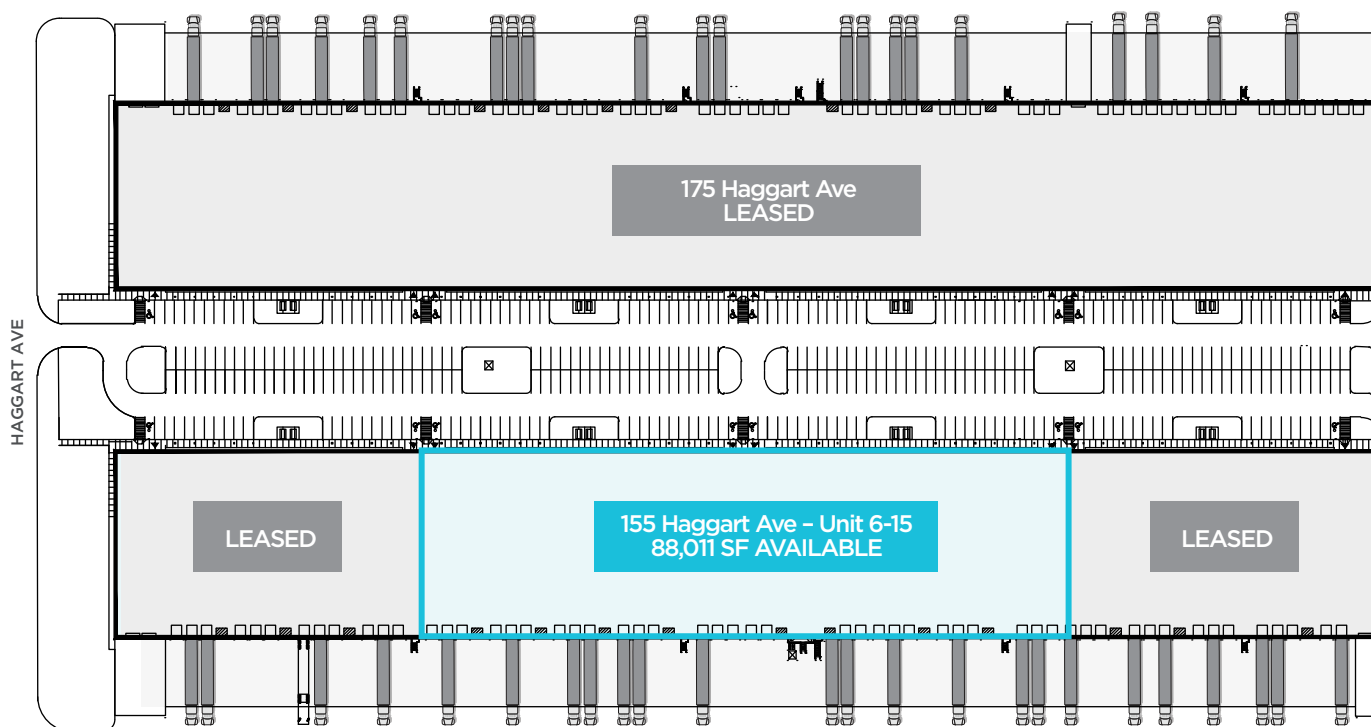 175 Haggart Ave
LEASED
HAGGART AVE
LEASED
155 Haggart Ave – Unit 6-15
88,011 SF AVAILABLE
LEASED